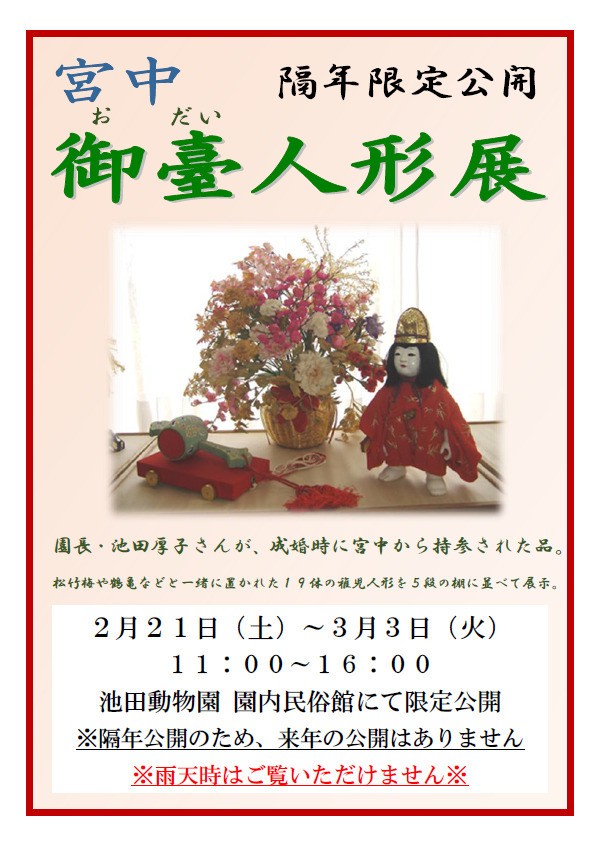 宮中 隔年限定公開
お だい
御臺人形展
園長・池田厚子さんが、成婚時に宮中から持参された品。
松竹梅や鶴亀などと一緒に置かれた１９体の稚児人形を５段の棚に並べて展示。
２月２１日（土）～３月３日（火）
１１：００～１６：００
池田動物園 園内民俗館にて限定公開
※隔年公開のため、来年の公開はありません
※雨天時はご覧いただけません※